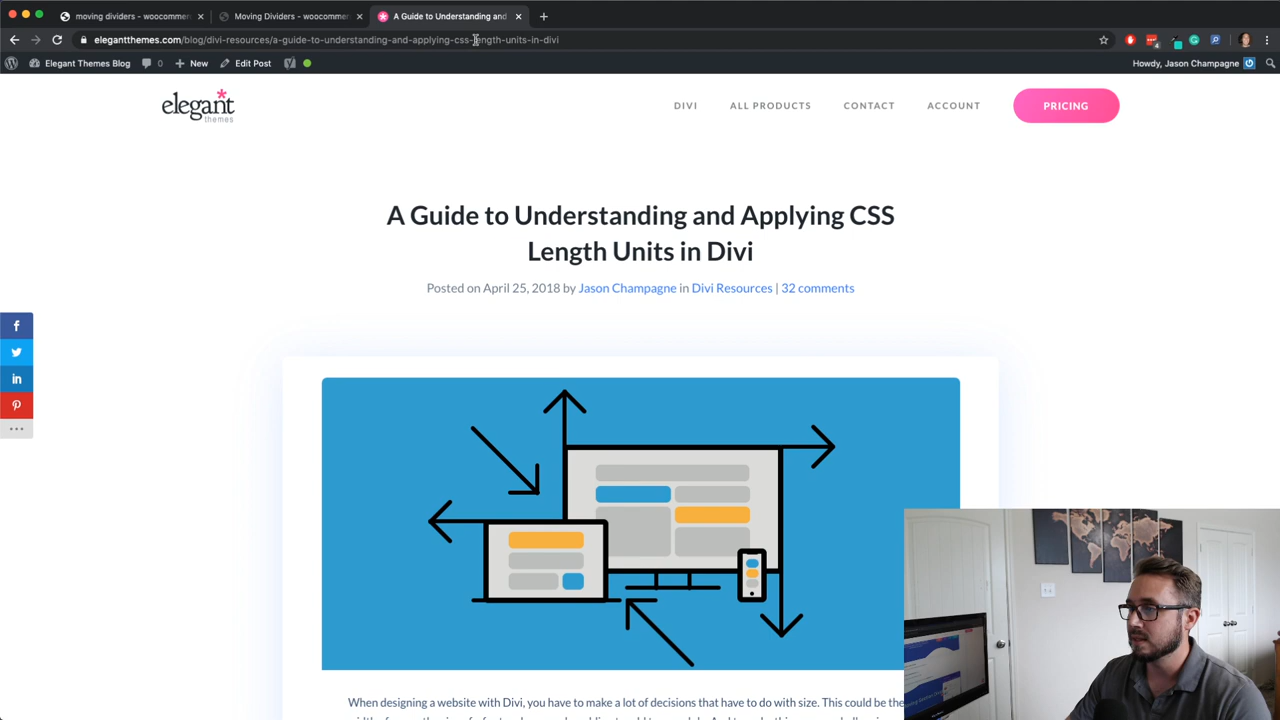 moving dividers - woocommerc
Moving Dividers – woocommerc
A Guide to Understanding and
elegantthemes.com/blog/divi-resources/a-guide-to-understanding-and-applying-css-length-units-in-divi
4
Elegant Themes Blog
0
New
Edit Post
Howdy, Jason Champagne
elegant themes
DIVI
ALL PRODUCTS
CONTACT
ACCOUNT
PRICING
A Guide to Understanding and Applying CSS
Length Units in Divi
Posted on April 25, 2018 by Jason Champagne in Divi Resources | 32 comments
When designing a website with Divi, you have to make a lot of decisions that have to do with size. This could be the